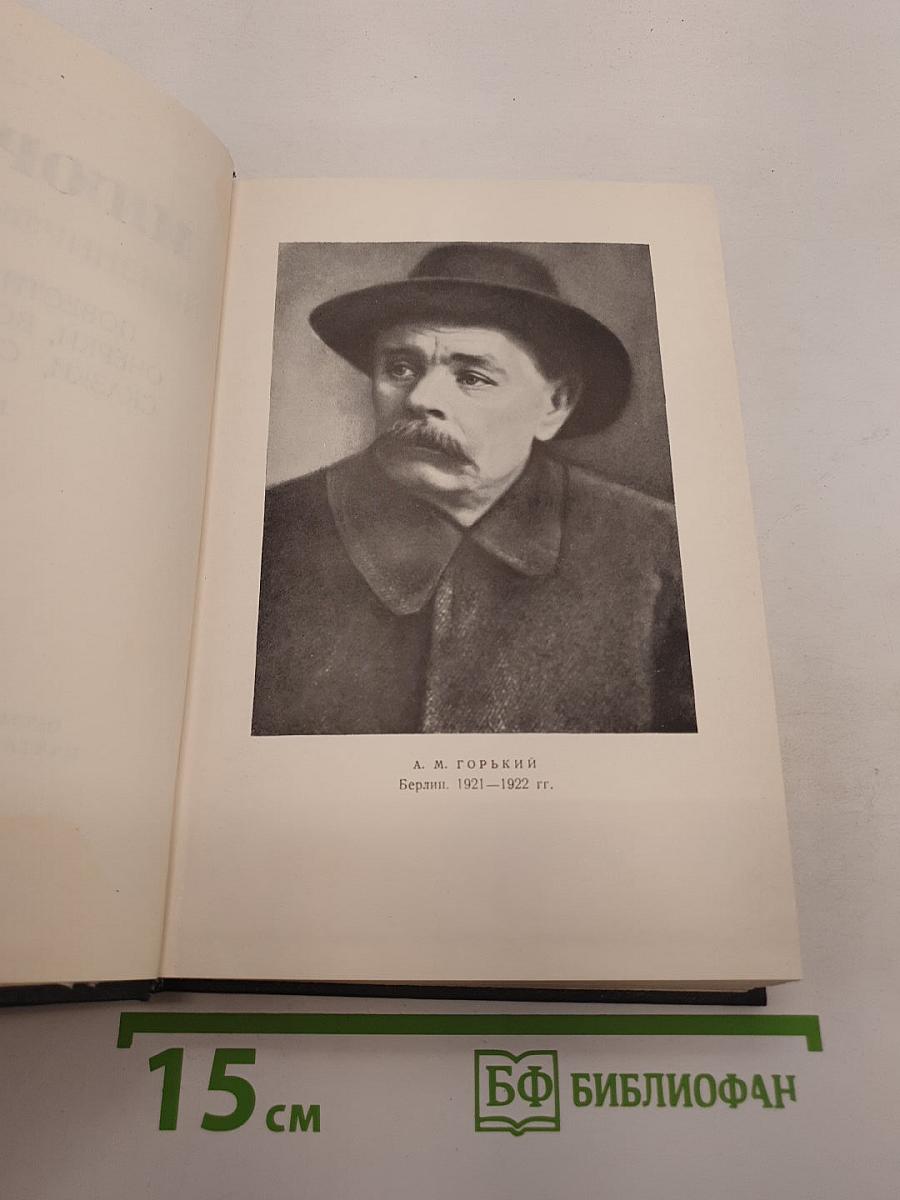 А. М. ГОРЬКИЙ
Берлин. 1921—1922 гг.
15 см
БФ БИБЛИОФАН